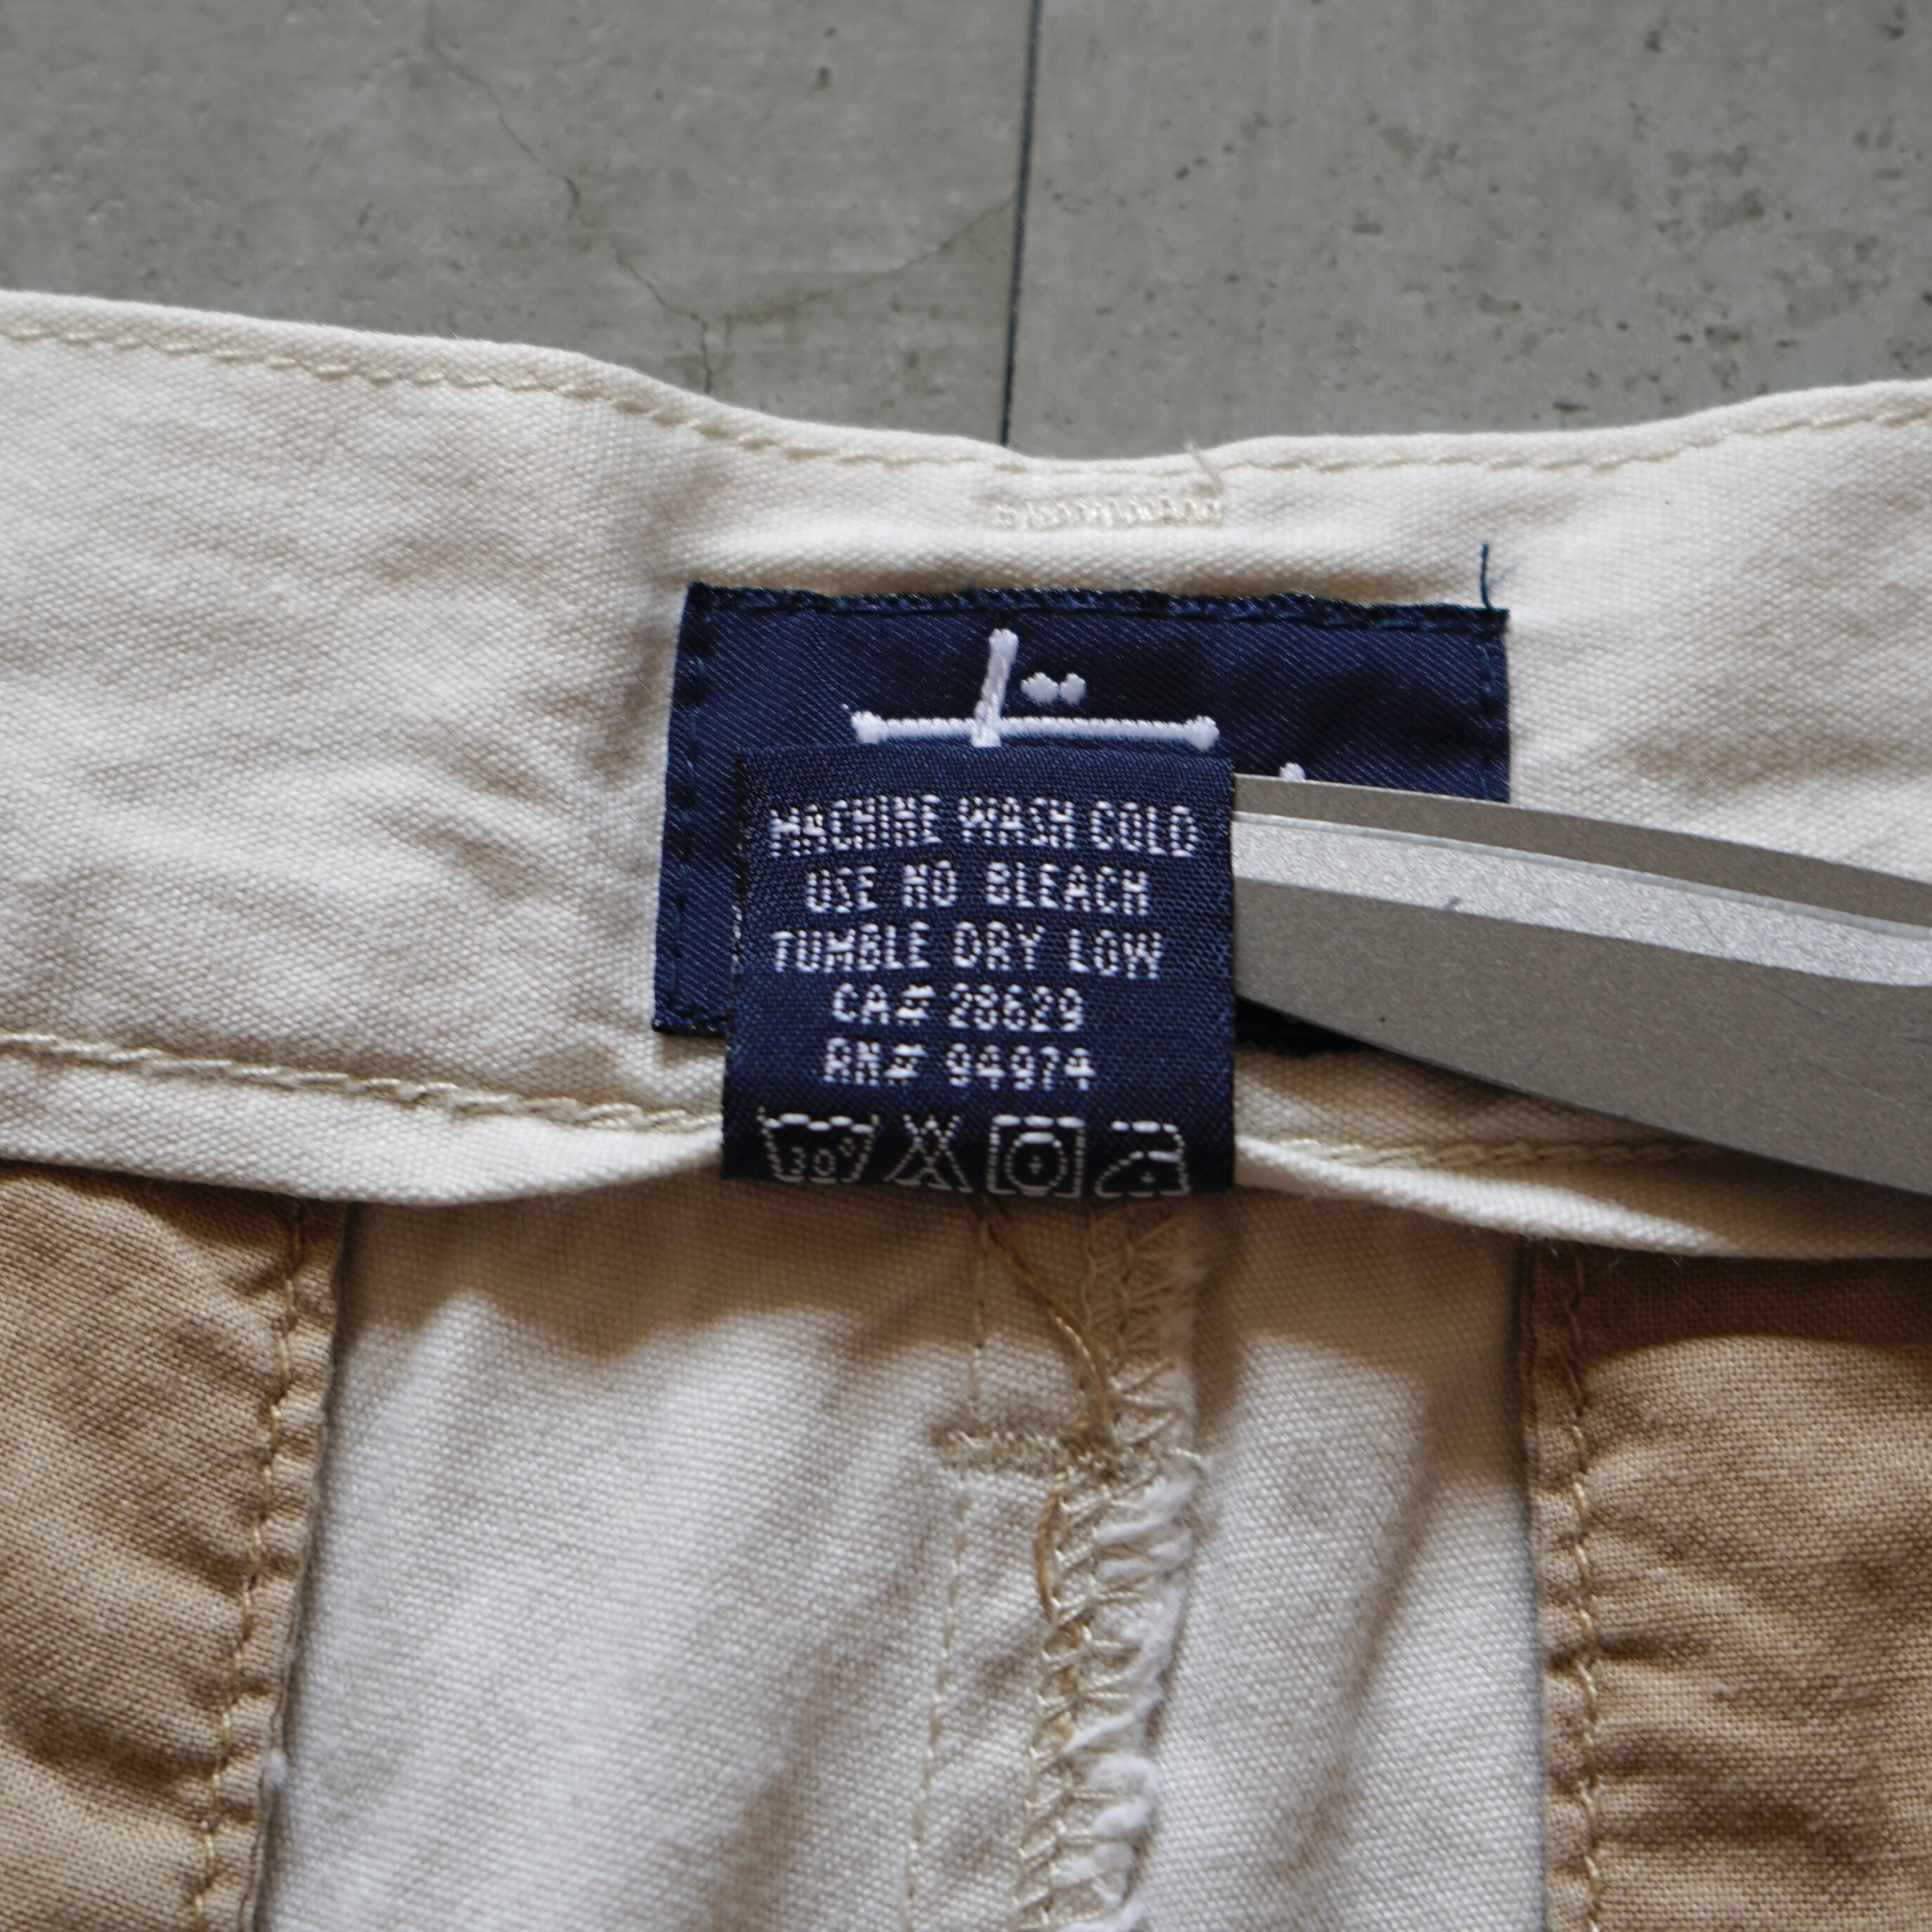 MACHINE WASH COLD
USE NO BLEACH
TUMBLE DRY LOW
CA# 28629
RN# 94974
30°